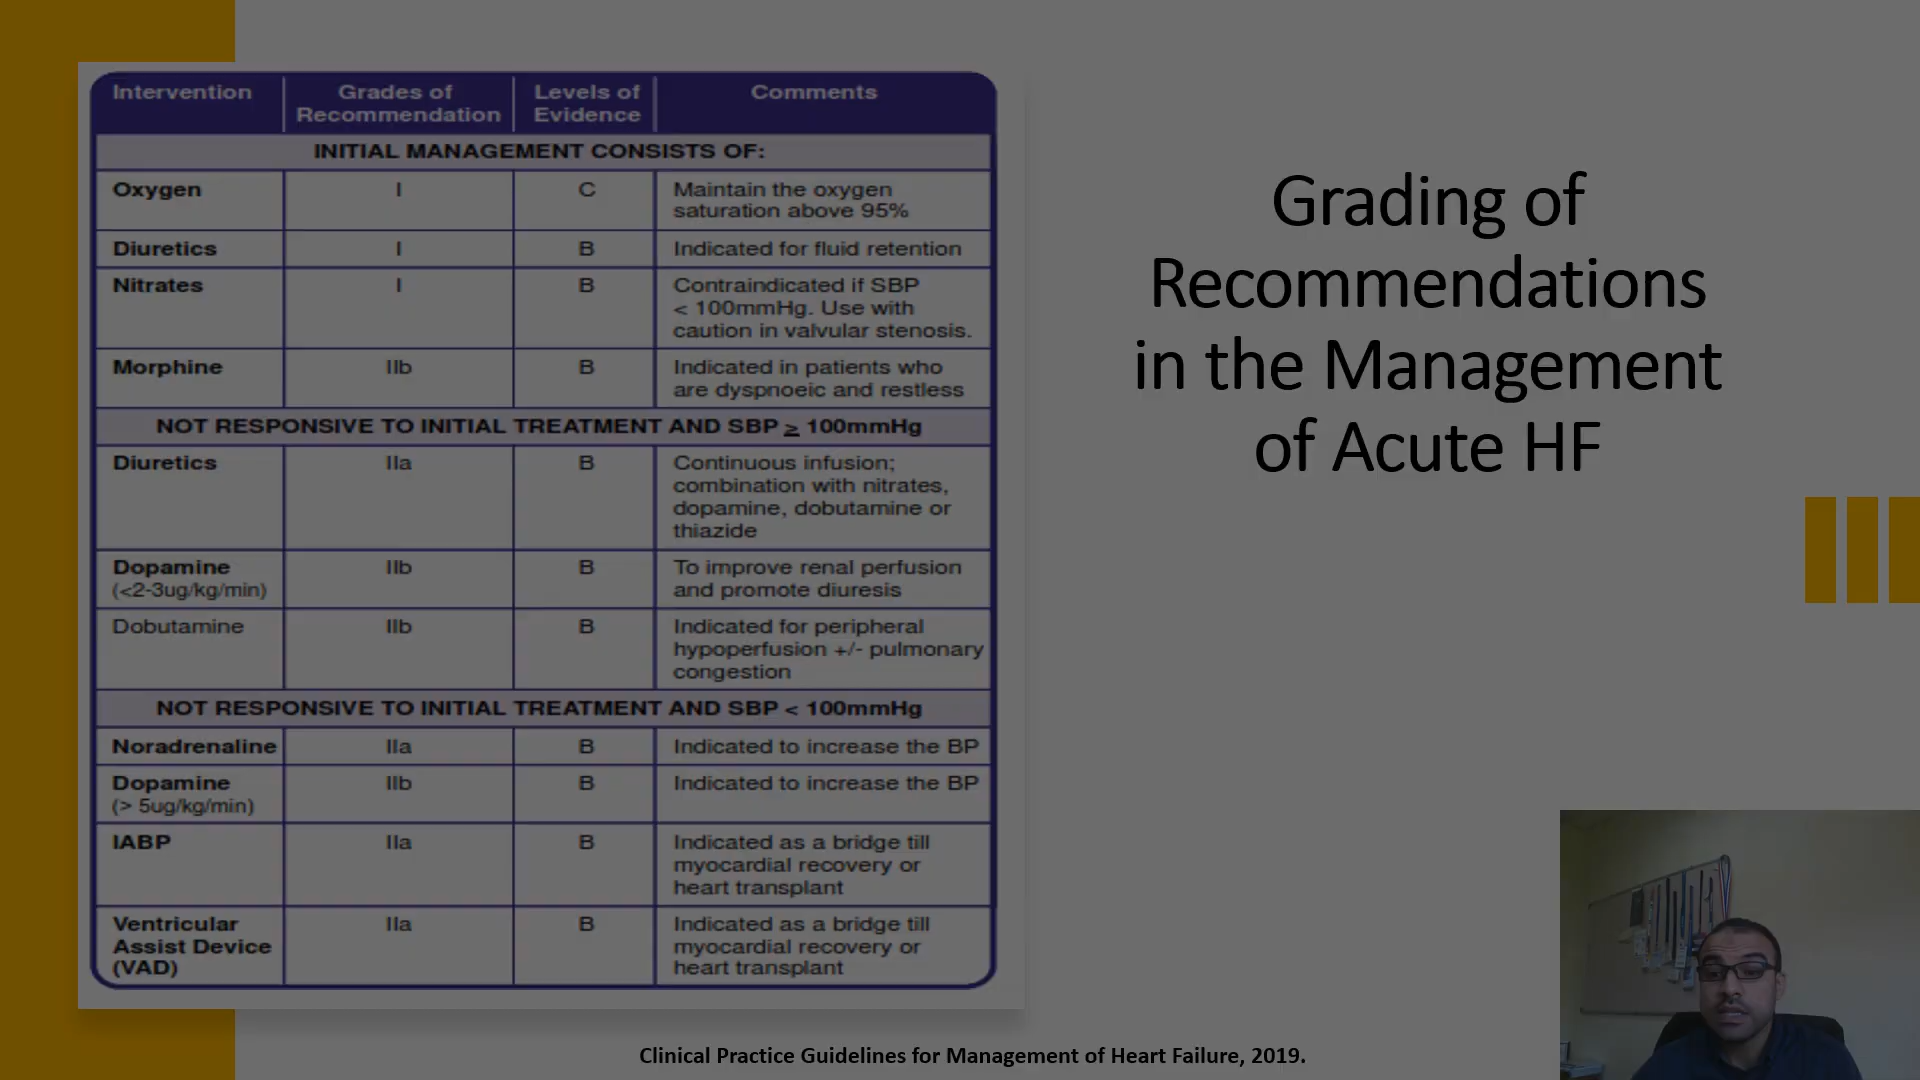 Intervention
Grades of
Recommendation
Levels of
Evidence
Comments
INITIAL MANAGEMENT CONSISTS OF:
Oxygen
I
C
Maintain the oxygen
saturation above 95%
Diuretics
I
B
Indicated for fluid retention
Nitrates
I
B
Contraindicated if SBP
< 100mmHg. Use with
caution in valvular stenosis.
Morphine
IIb
B
Indicated in patients who
are dyspnoeic and restless
NOT RESPONSIVE TO INITIAL TREATMENT AND SBP ≥ 100mmHg
Diuretics
IIa
B
Continuous infusion;
combination with nitrates,
dopamine, dobutamine or
thiazide
Dopamine
(<2-3ug/kg/min)
IIb
B
To improve renal perfusion
and promote diuresis
Dobutamine
IIb
B
Indicated for peripheral
hypoperfusion +/- pulmonary
congestion
NOT RESPONSIVE TO INITIAL TREATMENT AND SBP < 100mmHg
Noradrenaline
IIa
B
Indicated to increase the BP
Dopamine
(> 5ug/kg/min)
IIb
B
Indicated to increase the BP
IABP
IIa
B
Indicated as a bridge till
myocardial recovery or
heart transplant
Ventricular
Assist Device
(VAD)
IIa
B
Indicated as a bridge till
myocardial recovery or
heart transplant
Grading of
Recommendations
in the Management
of Acute HF
Clinical Practice Guidelines for Management of Heart Failure, 2019.